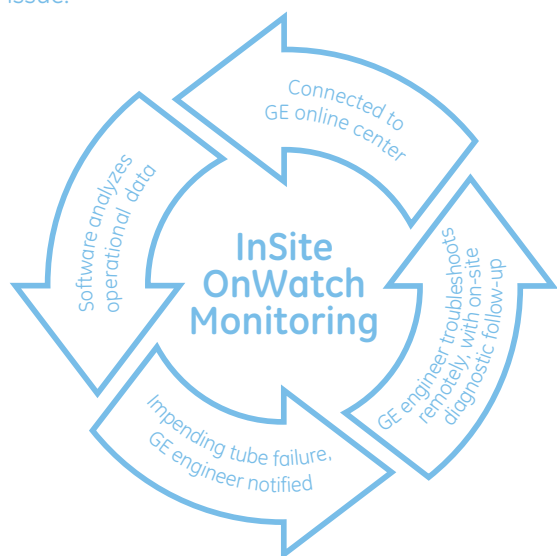 issue.
Connected to
GE online center
Software analyzes
operational data
InSite
OnWatch
Monitoring
Impending tube failure,
GE engineer notified
GE engineer troubleshoots
remotely, with on-site
diagnostic follow-up